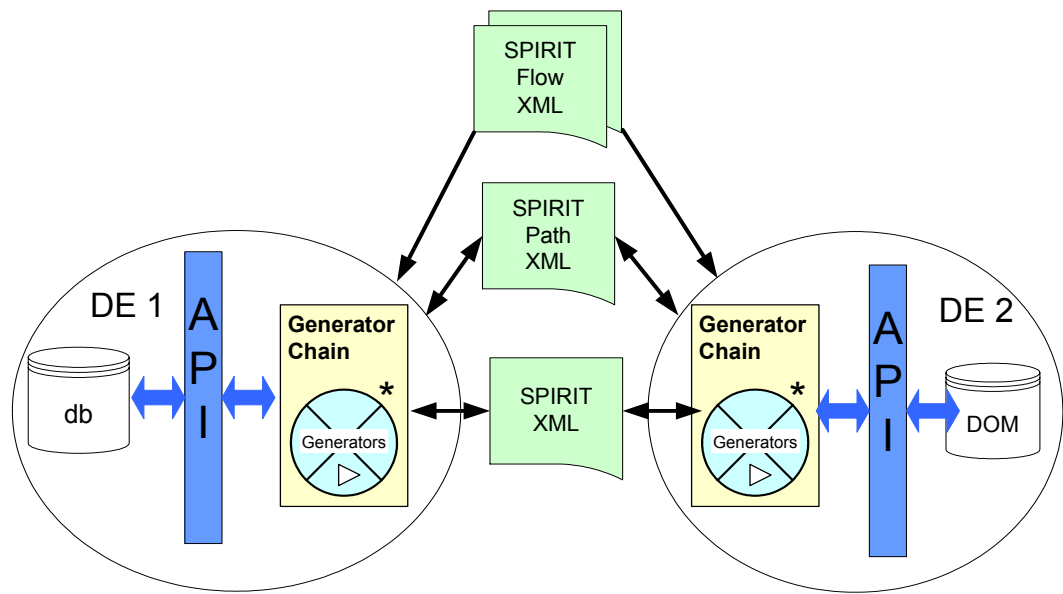 SPIRIT
Flow
XML
SPIRIT
Path
XML
DE 1
A
P
I
Generator
Chain
*
Generators
db
SPIRIT
XML
Generator
Chain
*
Generators
A
P
I
DE 2
DOM